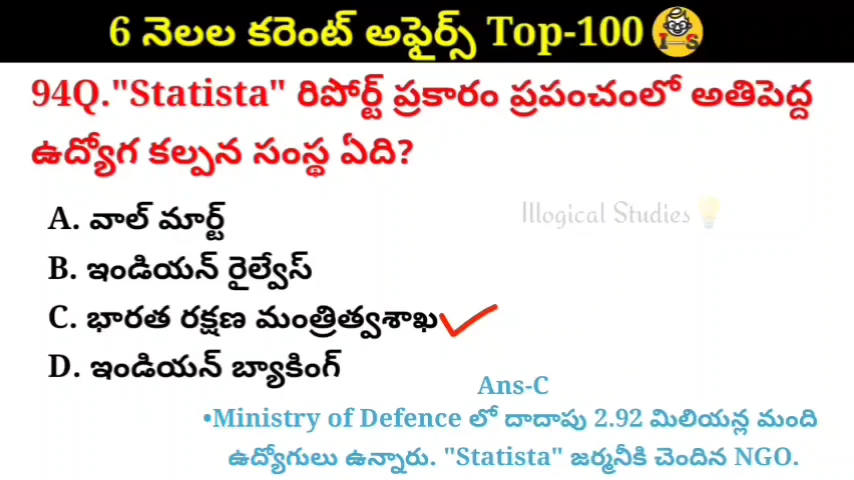 6 నెలల కరెంట్ అఫైర్స్ Top-100
I S
94Q."Statista" రిపోర్ట్ ప్రకారం ప్రపంచంలో అతిపెద్ద
ఉద్యోగ కల్పన సంస్థ ఏది?
Illogical Studies
A. వాల్ మార్ట్
B. ఇండియన్ రైల్వేస్
C. భారత రక్షణ మంత్రిత్వశాఖ
D. ఇండియన్ బ్యాకింగ్
Ans-C
•Ministry of Defence లో దాదాపు 2.92 మిలియన్ల మంది
ఉద్యోగులు ఉన్నారు. "Statista" జర్మనీకి చెందిన NGO.